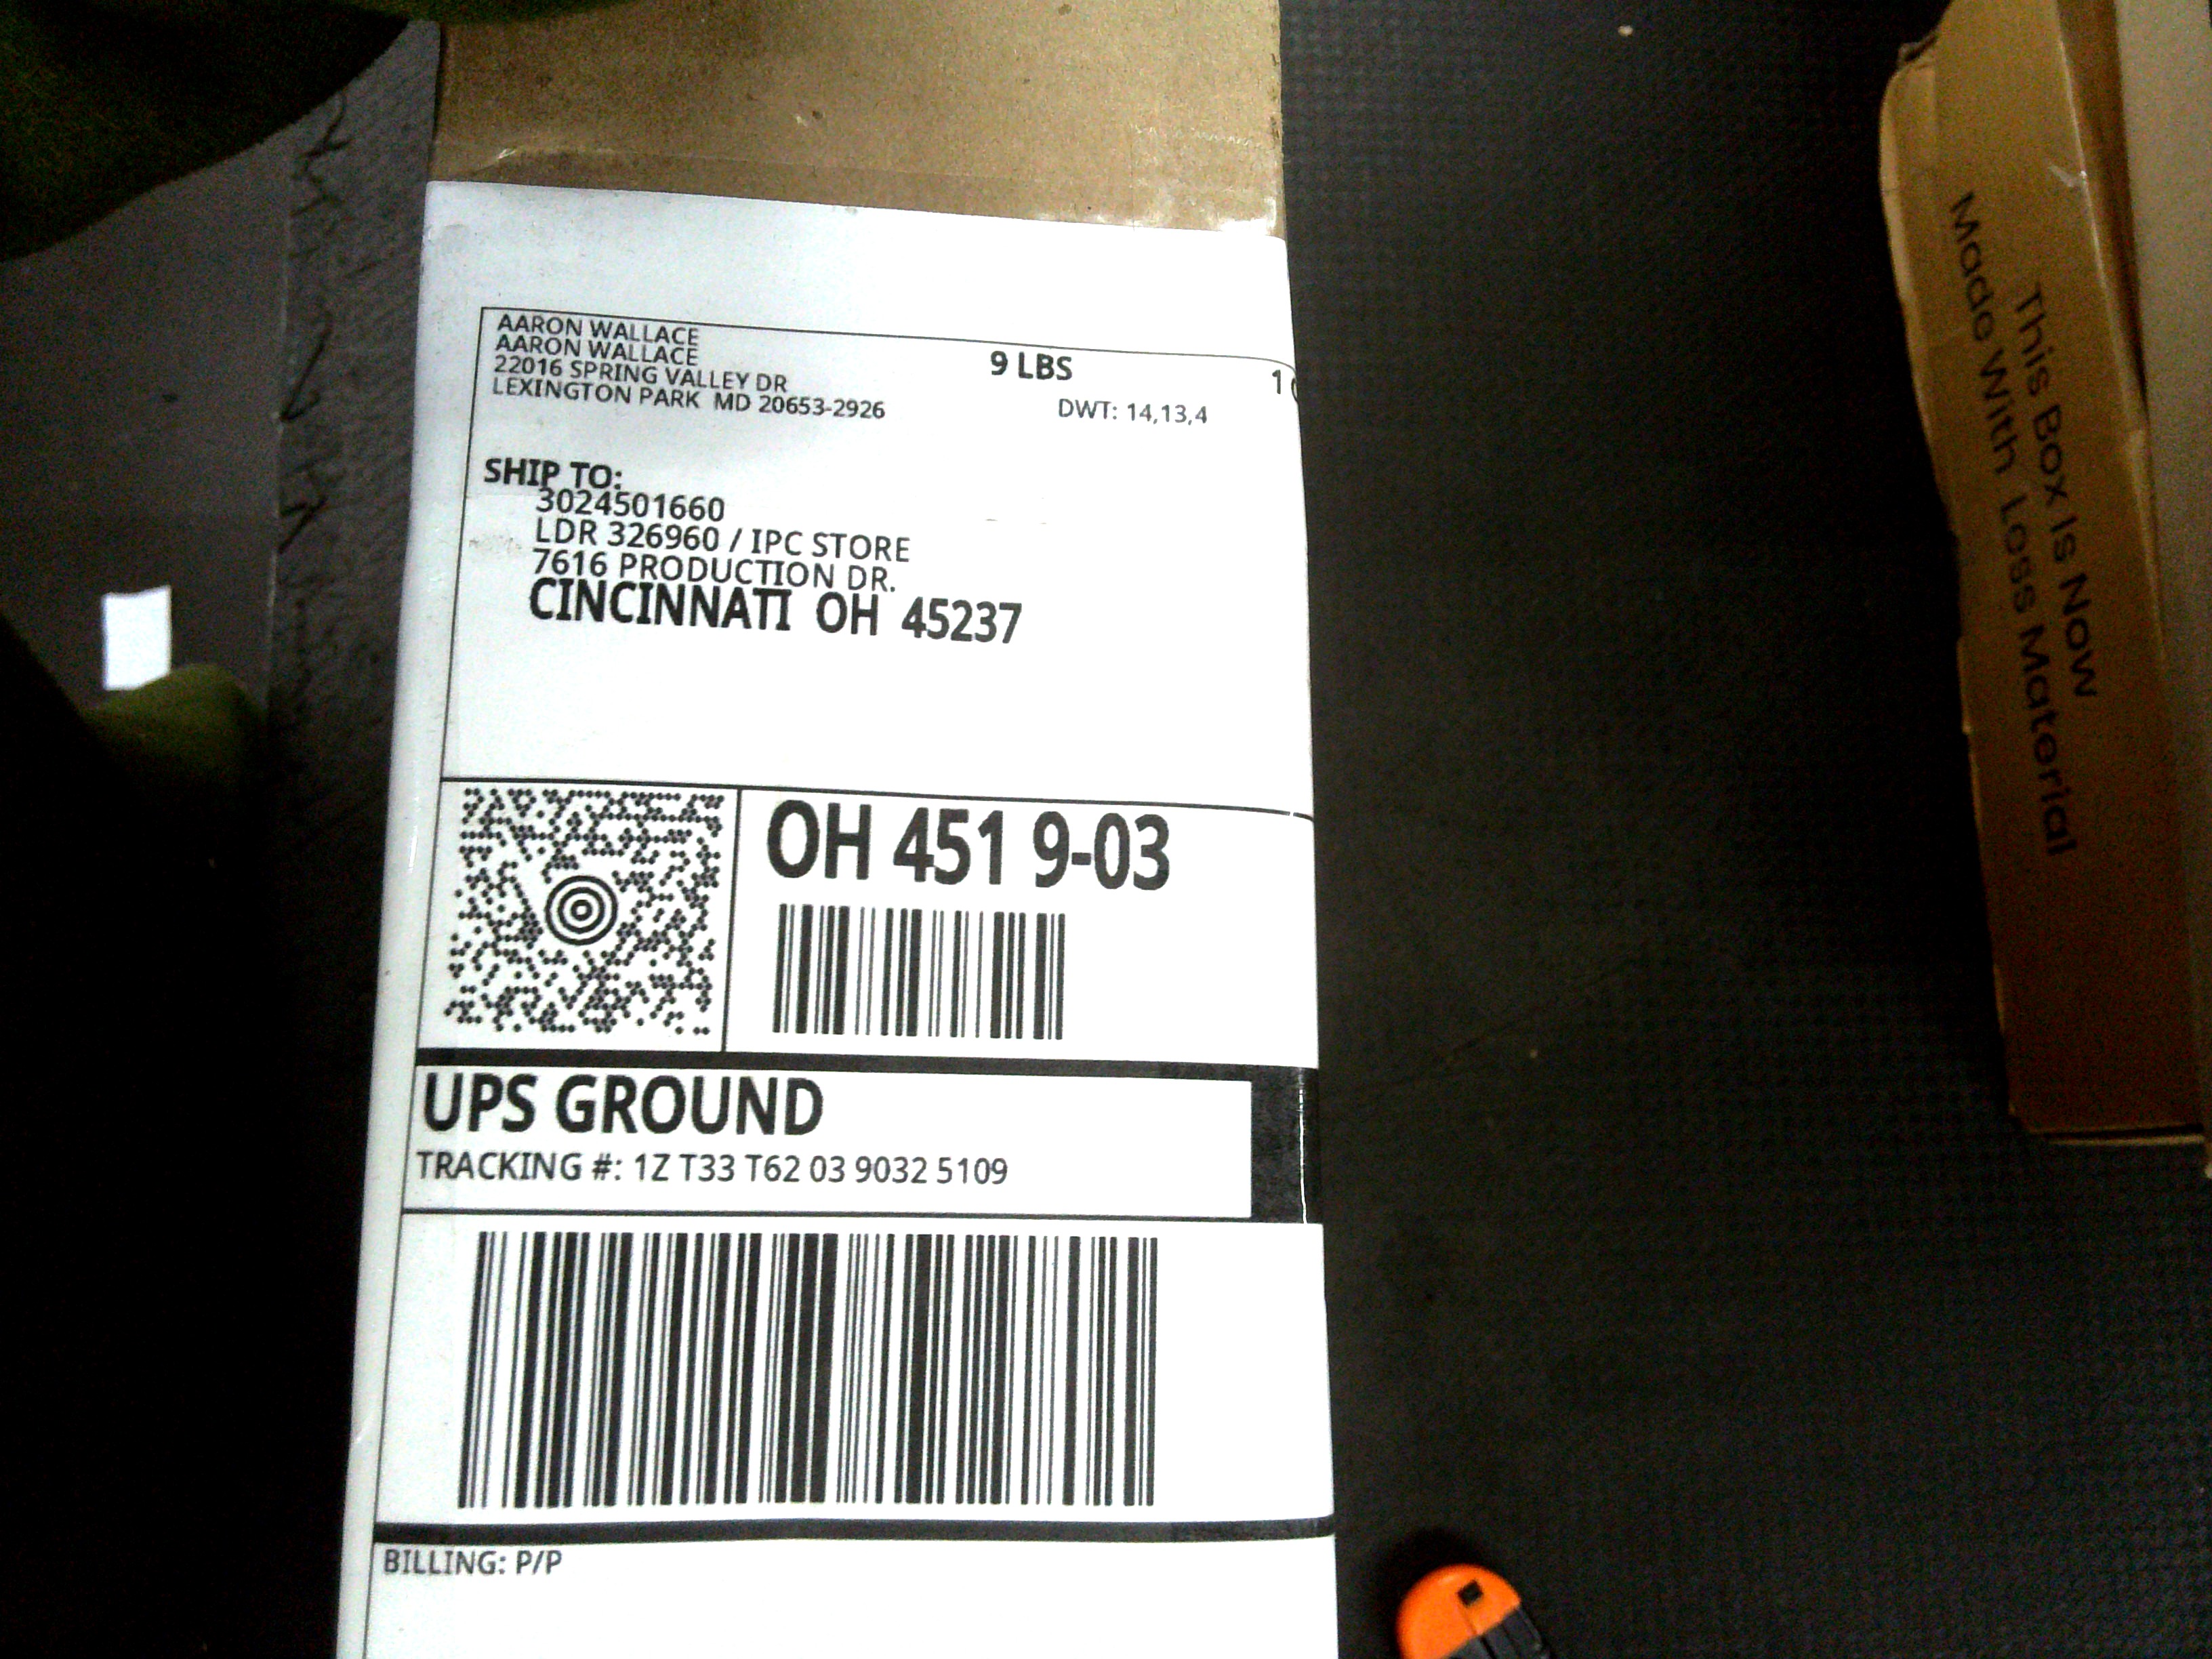 AARON WALLACE
AARON WALLACE
22016 SPRING VALLEY DR
LEXINGTON PARK  MD 20653-2926
9 LBS
1
DWT: 14,13,4
SHIP TO:
3024501660
LDR 326960 / IPC STORE
7616 PRODUCTION DR.
CINCINNATI  OH  45237
OH 451 9-03
UPS GROUND
TRACKING #: 1Z T33 T62 03 9032 5109
BILLING: P/P
This Box Is Now
Made With Loss Material